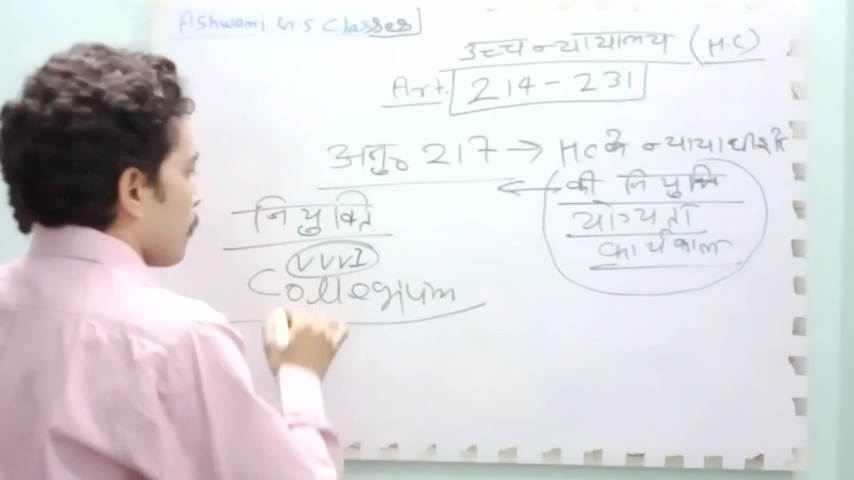 Ashwani G.S Classes
उच्च न्यायालय (H.C)
Art. 214 - 231
अनु० 217 → HC के न्यायाधीशों
← की नियुक्ति
नियुक्ति
योग्यता
कार्यकाल
VVVI
Collegium